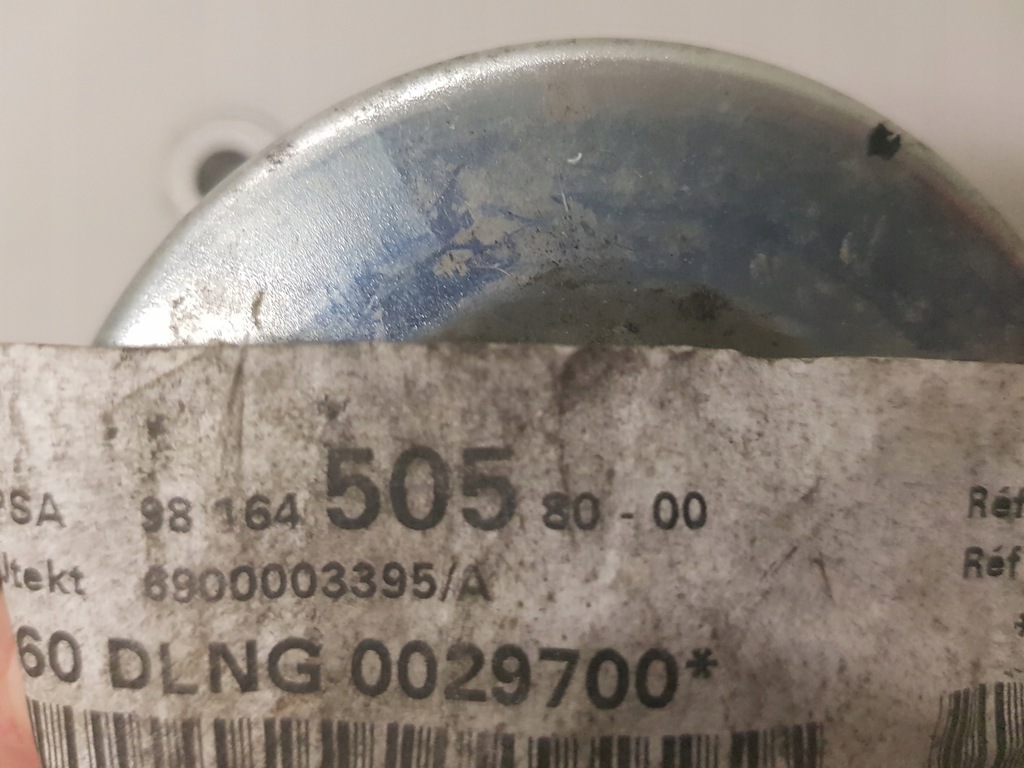 PSA 98 164 505 80 - 00 Réf
Jtekt 6900003395/A Réf
60 DLNG 0029700* *